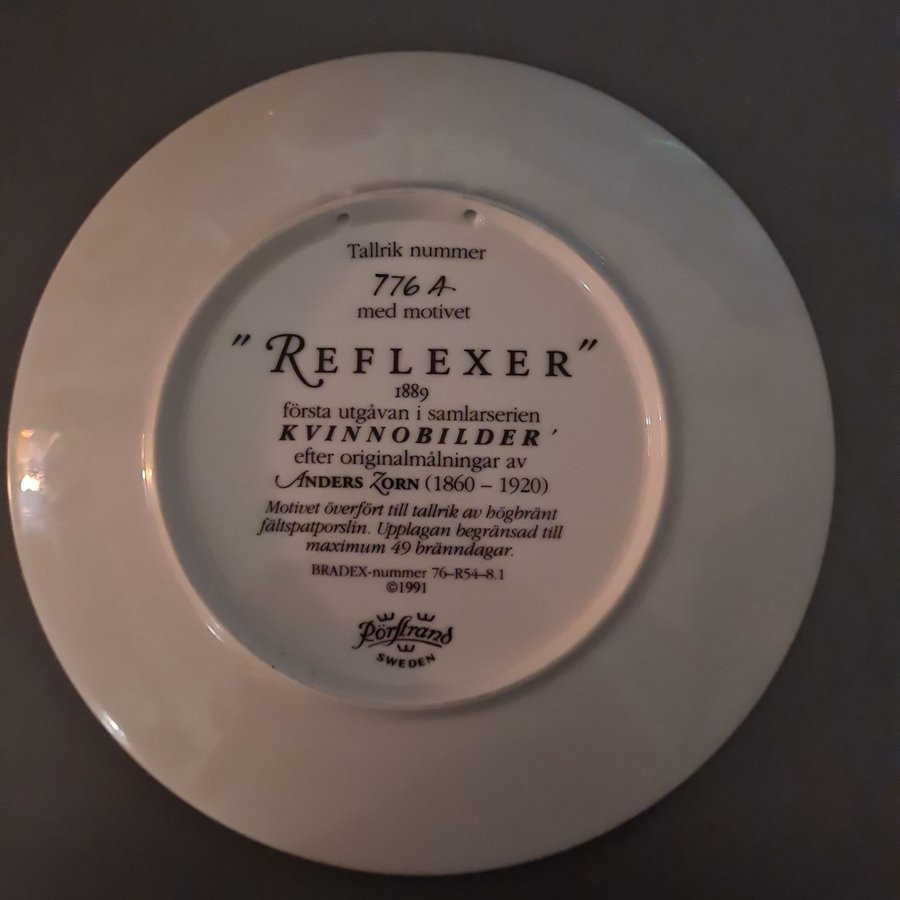 Tallrik nummer
776 A
med motivet
"REFLEXER"
1889
första utgåvan i samlarserien
KVINNOBILDER'
efter originalmålningar av
ANDERS ZORN (1860 – 1920)
Motivet överfört till tallrik av högbränt
fältspatporslin. Upplagan begränsad till
maximum 49 bränndagar.
BRADEX-nummer 76–R54–8.1
©1991
Rörstrand
SWEDEN